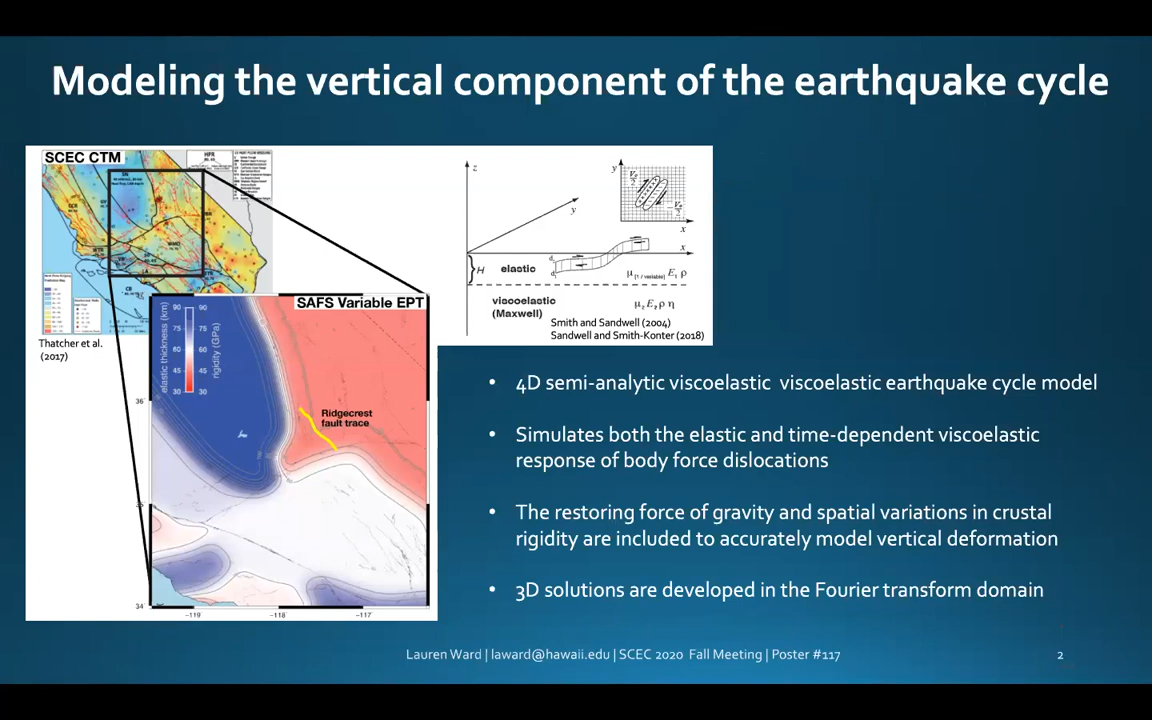 Modeling the vertical component of the earthquake cycle
SCEC CTM
Thatcher et al.
(2017)
SAFS Variable EPT
elastic thickness (km)
rigidity (GPa)
90 90
75 75
60 60
45 45
30 30
Ridgecrest
fault trace
36
34
-119 -118 -117
z
y
x
y
x
H
elastic
viscoelastic
(Maxwell)
Smith and Sandwell (2004)
Sandwell and Smith-Konter (2018)
• 4D semi-analytic viscoelastic viscoelastic earthquake cycle model
• Simulates both the elastic and time-dependent viscoelastic
response of body force dislocations
• The restoring force of gravity and spatial variations in crustal
rigidity are included to accurately model vertical deformation
• 3D solutions are developed in the Fourier transform domain
Lauren Ward | laward@hawaii.edu | SCEC 2020 Fall Meeting | Poster #117
2